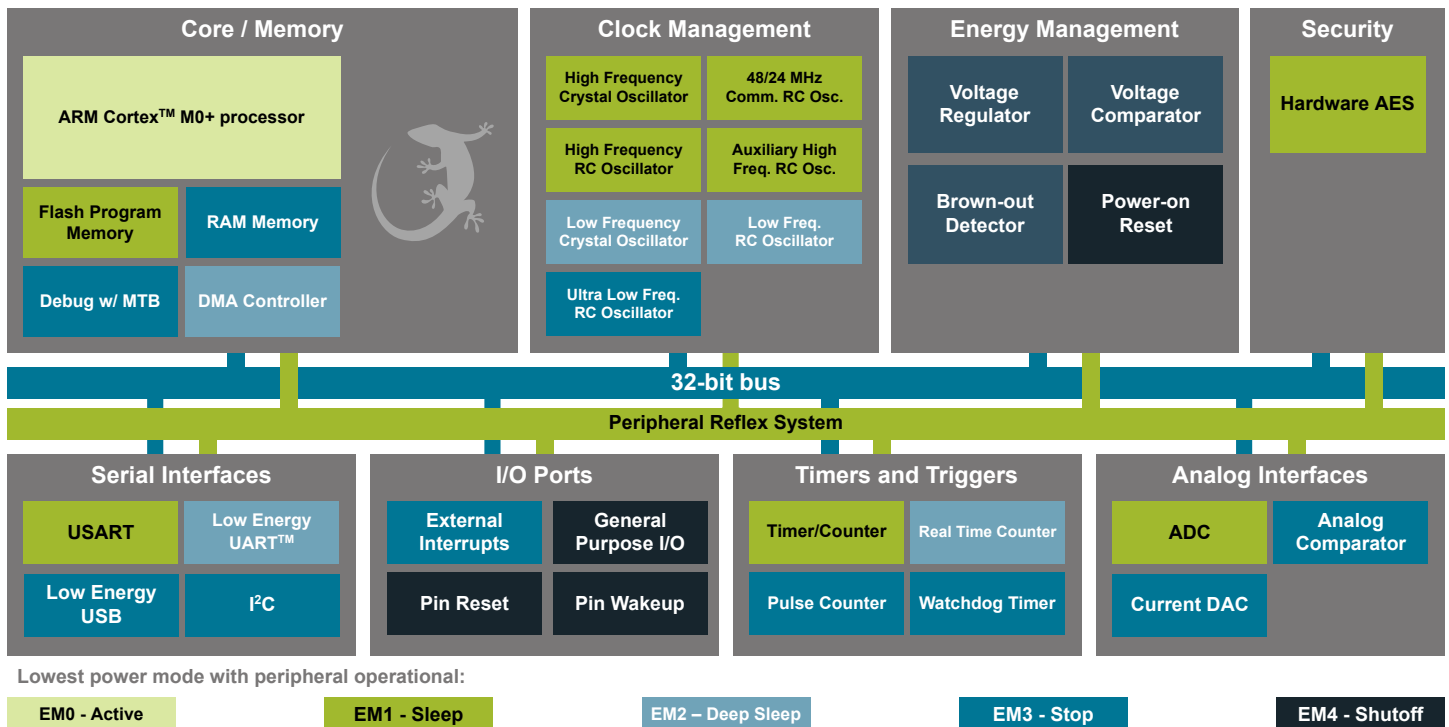 Core / Memory
ARM Cortex™ M0+ processor
Flash Program
Memory
RAM Memory
Debug w/ MTB
DMA Controller
Clock Management
High Frequency
Crystal Oscillator
48/24 MHz
Comm. RC Osc.
High Frequency
RC Oscillator
Auxiliary High
Freq. RC Osc.
Low Frequency
Crystal Oscillator
Low Freq.
RC Oscillator
Ultra Low Freq.
RC Oscillator
Energy Management
Voltage
Regulator
Voltage
Comparator
Brown-out
Detector
Power-on
Reset
Security
Hardware AES
32-bit bus
Peripheral Reflex System
Serial Interfaces
USART
Low Energy
UART™
Low Energy
USB
I²C
I/O Ports
External
Interrupts
General
Purpose I/O
Pin Reset
Pin Wakeup
Timers and Triggers
Timer/Counter
Real Time Counter
Pulse Counter
Watchdog Timer
Analog Interfaces
ADC
Analog
Comparator
Current DAC
Lowest power mode with peripheral operational:
EM0 - Active
EM1 - Sleep
EM2 – Deep Sleep
EM3 - Stop
EM4 - Shutoff